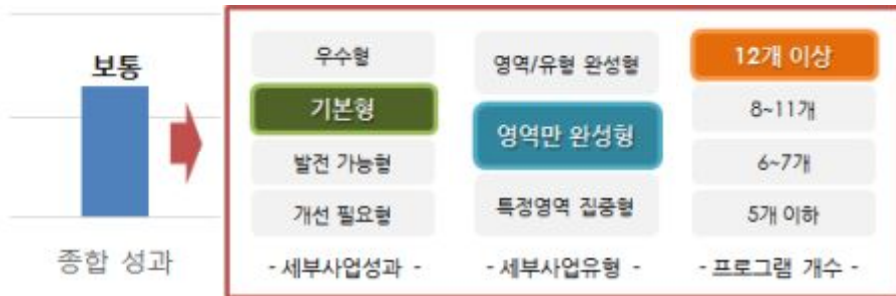 보통
종합 성과
우수형
기본형
발전 가능형
개선 필요형
- 세부사업성과 -
영역/유형 완성형
영역만 완성형
특정영역 집중형
- 세부사업유형 -
12개 이상
8~11개
6~7개
5개 이하
- 프로그램 개수 -